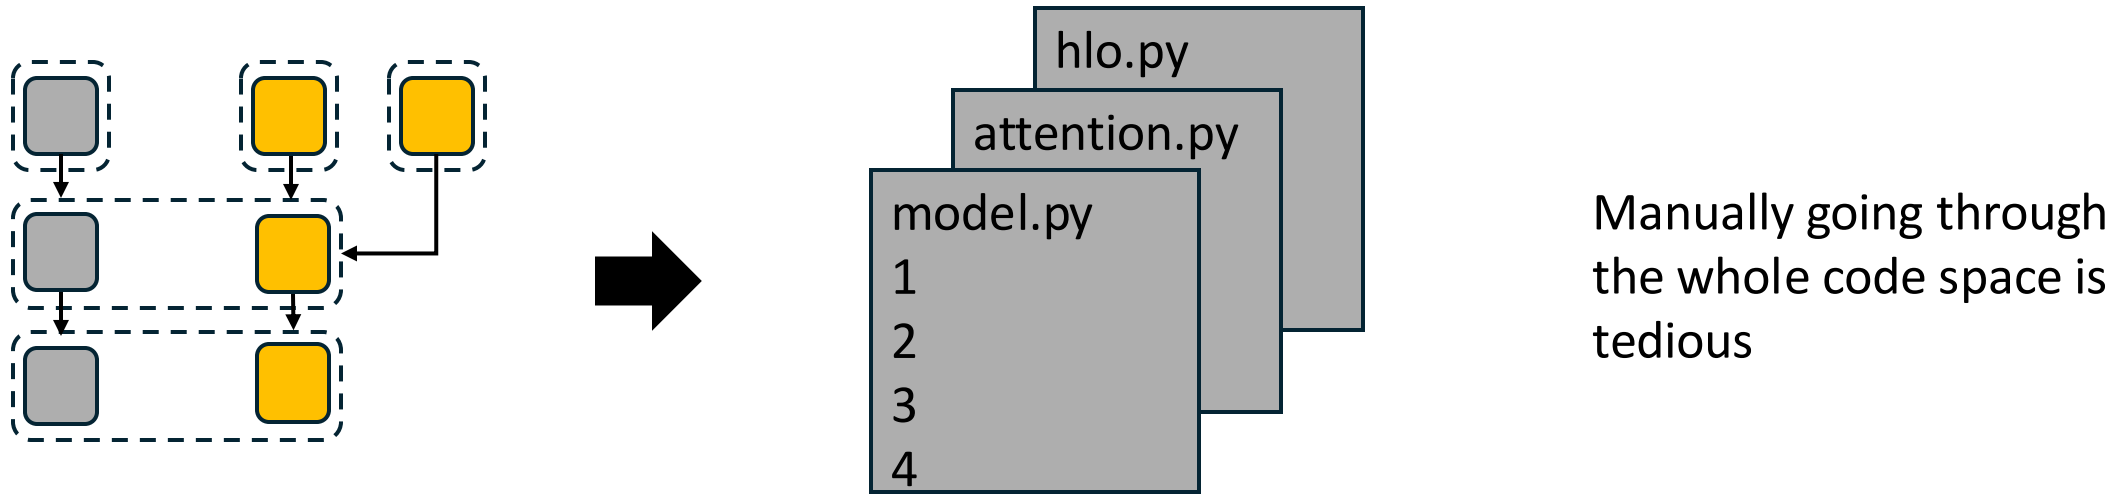 hlo.py
attention.py
model.py
1
2
3
4
Manually going through
the whole code space is
tedious